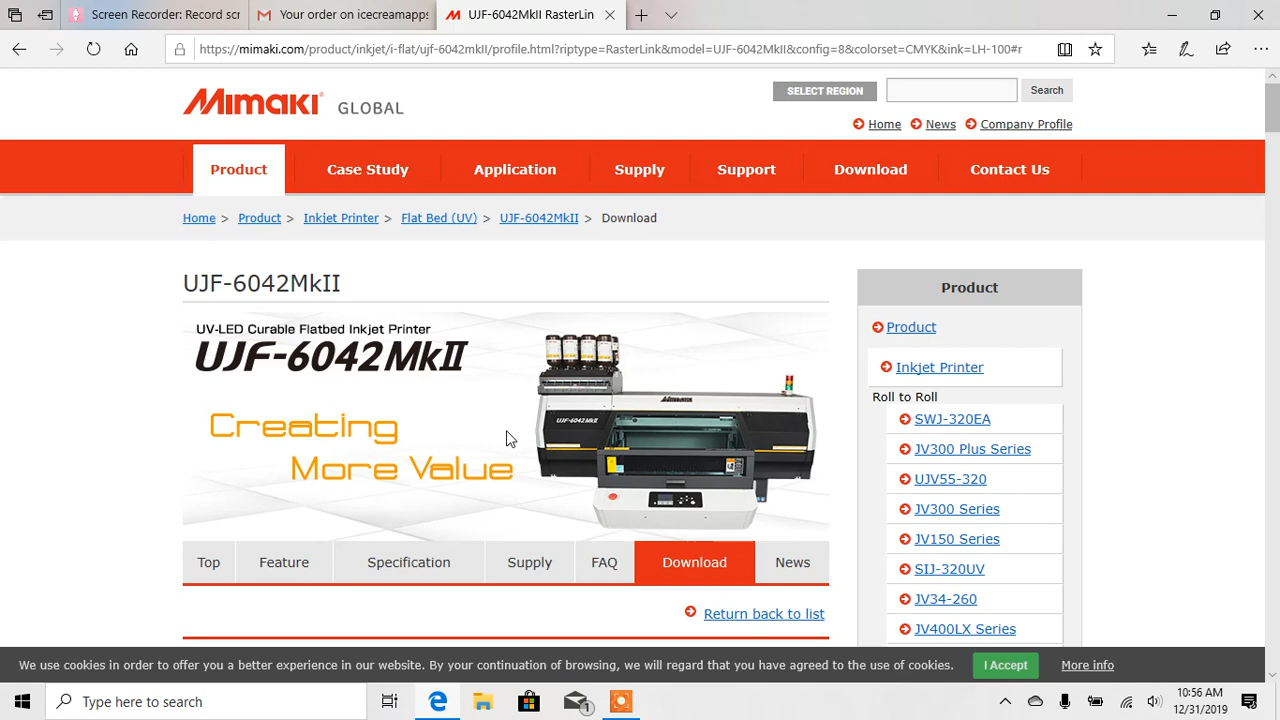 Screen Recorder
Your order of screamapps
UJF-6042MkII RasterLin
https://mimaki.com/product/inkjet/i-flat/ujf-6042mkII/profile.html?riptype=RasterLink&model=UJF-6042MkII&config=8&colorset=CMYK&ink=LH-100#r
Mimaki GLOBAL
SELECT REGION
Search
Home
News
Company Profile
Product
Case Study
Application
Supply
Support
Download
Contact Us
Home > Product > Inkjet Printer > Flat Bed (UV) > UJF-6042MkII > Download
UJF-6042MkII
UV-LED Curable Flatbed Inkjet Printer
UJF-6042MkII
Creating
More Value
Mimaki
UJF-6042MkII
Top
Feature
Specification
Supply
FAQ
Download
News
Return back to list
Product
Product
Inkjet Printer
Roll to Roll
SWJ-320EA
JV300 Plus Series
UJV55-320
JV300 Series
JV150 Series
SIJ-320UV
JV34-260
JV400LX Series
We use cookies in order to offer you a better experience in our website. By your continuation of browsing, we will regard that you have agreed to the use of cookies.
I Accept
More info
Type here to search
1
10:56 AM
12/31/2019